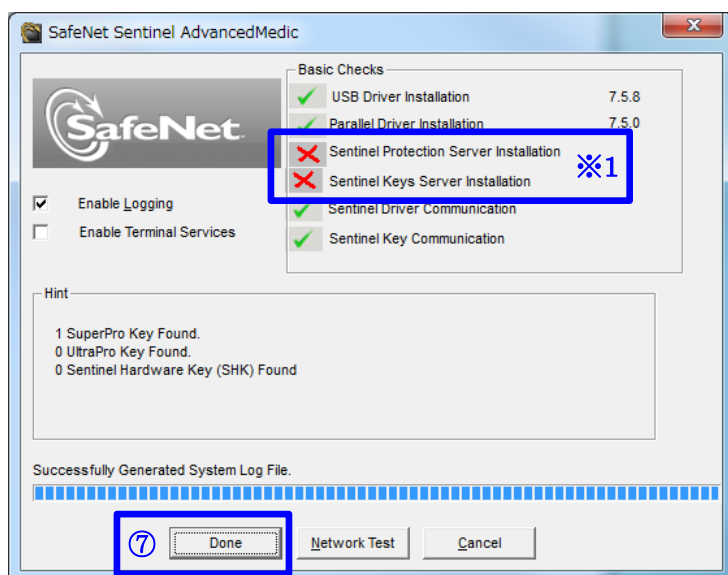 SafeNet Sentinel AdvancedMedic
SafeNet.
Enable Logging
Enable Terminal Services
Basic Checks
USB Driver Installation 7.5.8
Parallel Driver Installation 7.5.0
Sentinel Protection Server Installation
Sentinel Keys Server Installation
※1
Sentinel Driver Communication
Sentinel Key Communication
Hint
1 SuperPro Key Found.
0 UltraPro Key Found.
0 Sentinel Hardware Key (SHK) Found
Successfully Generated System Log File.
⑦ Done Network Test Cancel